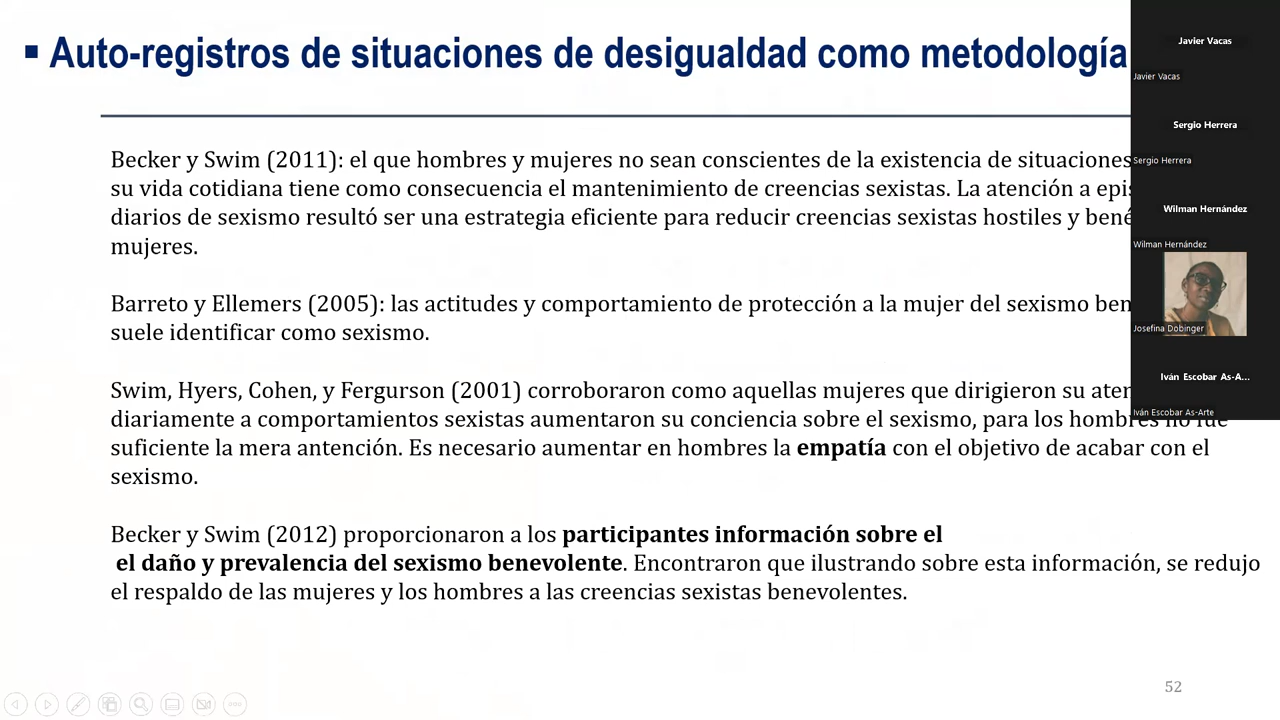 ▪ Auto-registros de situaciones de desigualdad como metodología
Becker y Swim (2011): el que hombres y mujeres no sean conscientes de la existencia de situaciones
su vida cotidiana tiene como consecuencia el mantenimiento de creencias sexistas. La atención a
diarios de sexismo resultó ser una estrategia eficiente para reducir creencias sexistas hostiles y
mujeres.
Barreto y Ellemers (2005): las actitudes y comportamiento de protección a la mujer del sexismo
suele identificar como sexismo.
Swim, Hyers, Cohen, y Fergurson (2001) corroboraron como aquellas mujeres que dirigieron su
diariamente a comportamientos sexistas aumentaron su conciencia sobre el sexismo, para los hombres no fue
suficiente la mera antención. Es necesario aumentar en hombres la empatía con el objetivo de acabar con el
sexismo.
Becker y Swim (2012) proporcionaron a los participantes información sobre el
el daño y prevalencia del sexismo benevolente. Encontraron que ilustrando sobre esta información, se redujo
el respaldo de las mujeres y los hombres a las creencias sexistas benevolentes.
52
Javier Vacas
Javier Vacas
Sergio Herrera
Sergio Herrera
Wilman Hernández
Wilman Hernández
Josefina Dobinger
Iván Escobar As-A...
Iván Escobar As-Arte